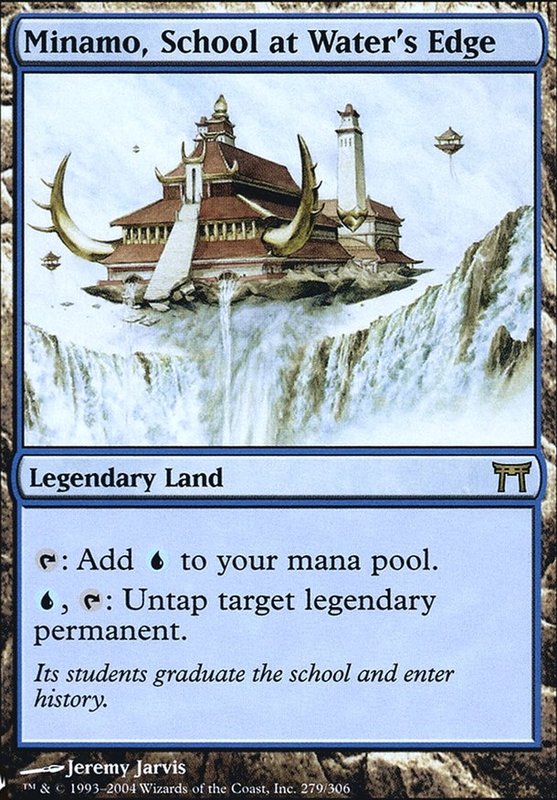 Minamo, School at Water's Edge
Legendary Land
: Add to your mana pool.
, : Untap target legendary
permanent.
Its students graduate the school and enter
history.
Jeremy Jarvis
™ & © 1993–2004 Wizards of the Coast, Inc. 279/306